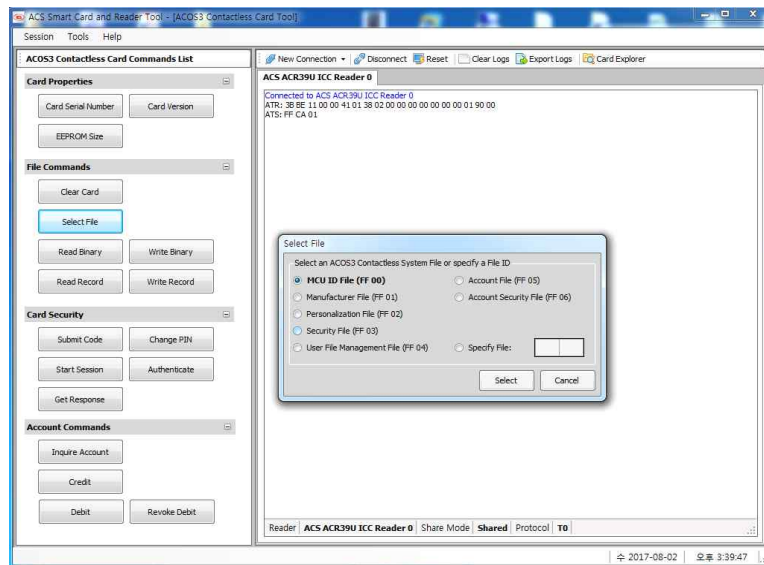 ACS Smart Card and Reader Tool - [ACOS3 Contactless Card Tool]
Session Tools Help
ACOS3 Contactless Card Commands List
Card Properties
Card Serial Number Card Version
EEPROM Size
File Commands
Clear Card
Select File
Read Binary Write Binary
Read Record Write Record
Card Security
Submit Code Change PIN
Start Session Authenticate
Get Response
Account Commands
Inquire Account
Credit
Debit Revoke Debit
New Connection Disconnect Reset Clear Logs Export Logs Card Explorer
ACS ACR39U ICC Reader 0
Connected to ACS ACR39U ICC Reader 0
ATR: 3B BE 11 00 00 41 01 38 02 00 00 00 00 00 00 00 01 90 00
ATS: FF CA 01
Select File
Select an ACOS3 Contactless System File or specify a File ID
MCU ID File (FF 00) Account File (FF 05)
Manufacturer File (FF 01) Account Security File (FF 06)
Personalization File (FF 02)
Security File (FF 03)
User File Management File (FF 04) Specify File:
Select Cancel
Reader ACS ACR39U ICC Reader 0 Share Mode Shared Protocol T0
수 2017-08-02 오후 3:39:47